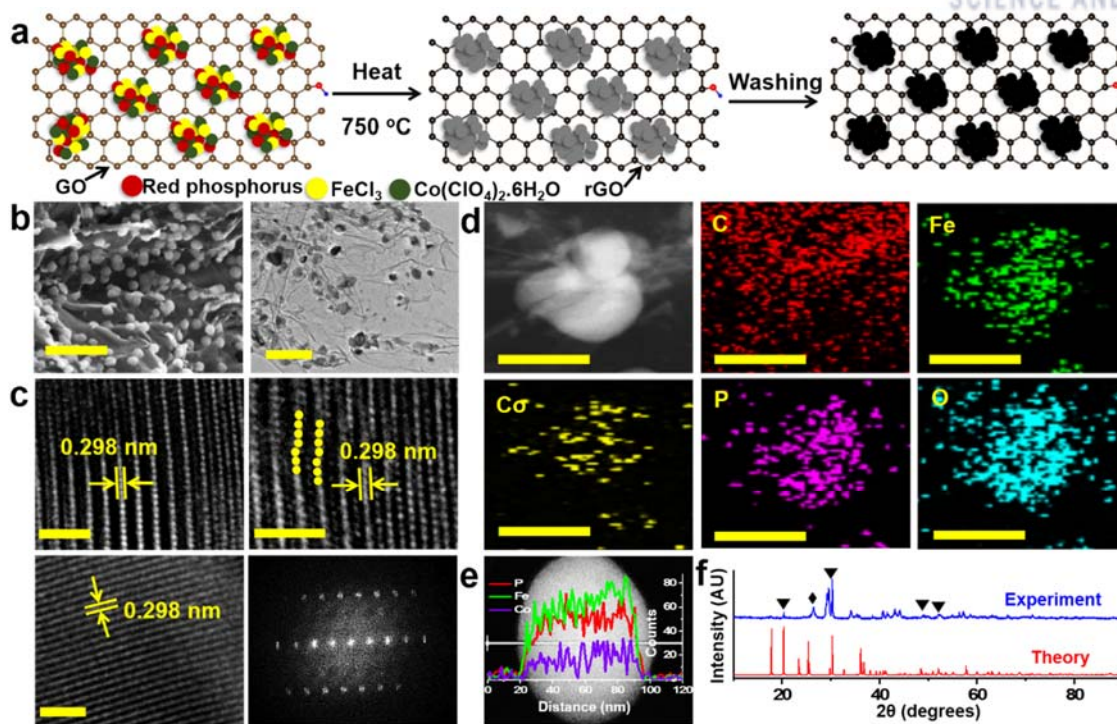 SCIENCE AND
a
Heat
750 °C
Washing
GO
Red phosphorus
FeCl3
Co(ClO4)2.6H2O
rGO
b
d
C
Fe
c
0.298 nm
0.298 nm
Co
P
O
0.298 nm
e
P
Fe
Co
80
60
40
20
0
Counts
0 20 40 60 80 100 120
Distance (nm)
f
Intensity (AU)
Experiment
Theory
20 40 60 80
2θ (degrees)